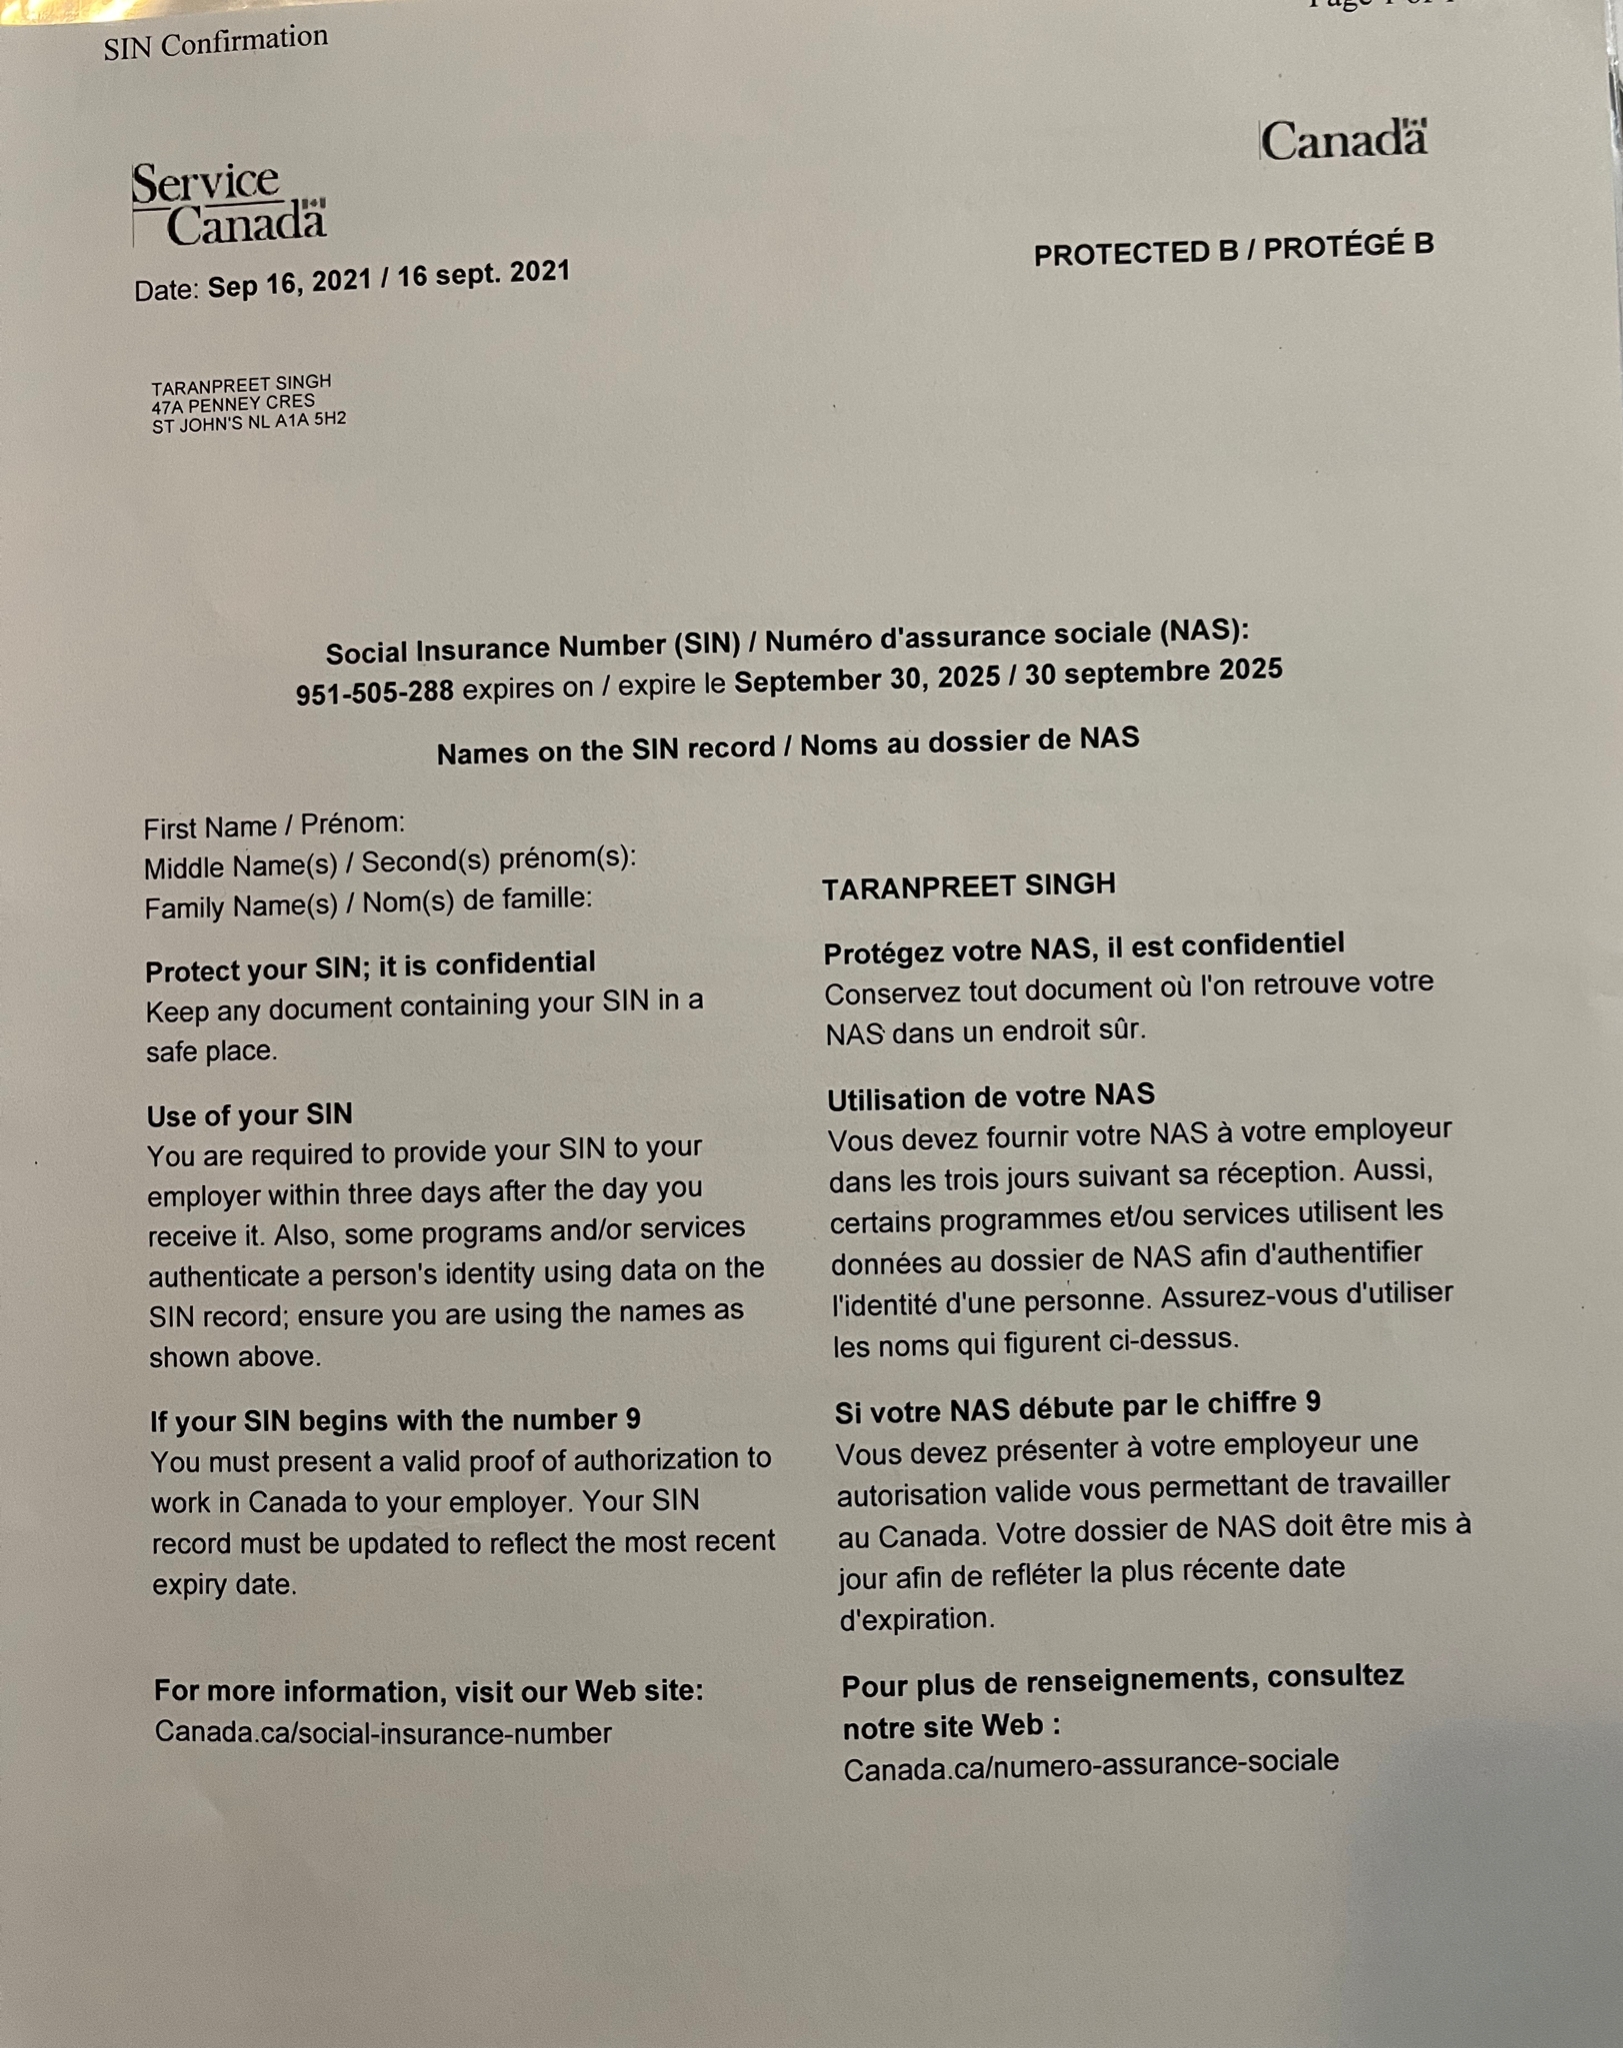 SIN Confirmation
Service
Canada
Canada
Date: Sep 16, 2021 / 16 sept. 2021
PROTECTED B / PROTÉGÉ B
TARANPREET SINGH
47A PENNEY CRES
ST JOHN'S NL A1A 5H2
Social Insurance Number (SIN) / Numéro d'assurance sociale (NAS):
951-505-288 expires on / expire le September 30, 2025 / 30 septembre 2025
Names on the SIN record / Noms au dossier de NAS
First Name / Prénom:
Middle Name(s) / Second(s) prénom(s):
Family Name(s) / Nom(s) de famille:
TARANPREET SINGH
Protect your SIN; it is confidential
Keep any document containing your SIN in a
safe place.
Use of your SIN
You are required to provide your SIN to your
employer within three days after the day you
receive it. Also, some programs and/or services
authenticate a person's identity using data on the
SIN record; ensure you are using the names as
shown above.
If your SIN begins with the number 9
You must present a valid proof of authorization to
work in Canada to your employer. Your SIN
record must be updated to reflect the most recent
expiry date.
For more information, visit our Web site:
Canada.ca/social-insurance-number
Protégez votre NAS, il est confidentiel
Conservez tout document où l'on retrouve votre
NAS dans un endroit sûr.
Utilisation de votre NAS
Vous devez fournir votre NAS à votre employeur
dans les trois jours suivant sa réception. Aussi,
certains programmes et/ou services utilisent les
données au dossier de NAS afin d'authentifier
l'identité d'une personne. Assurez-vous d'utiliser
les noms qui figurent ci-dessus.
Si votre NAS débute par le chiffre 9
Vous devez présenter à votre employeur une
autorisation valide vous permettant de travailler
au Canada. Votre dossier de NAS doit être mis à
jour afin de refléter la plus récente date
d'expiration.
Pour plus de renseignements, consultez
notre site Web :
Canada.ca/numero-assurance-sociale